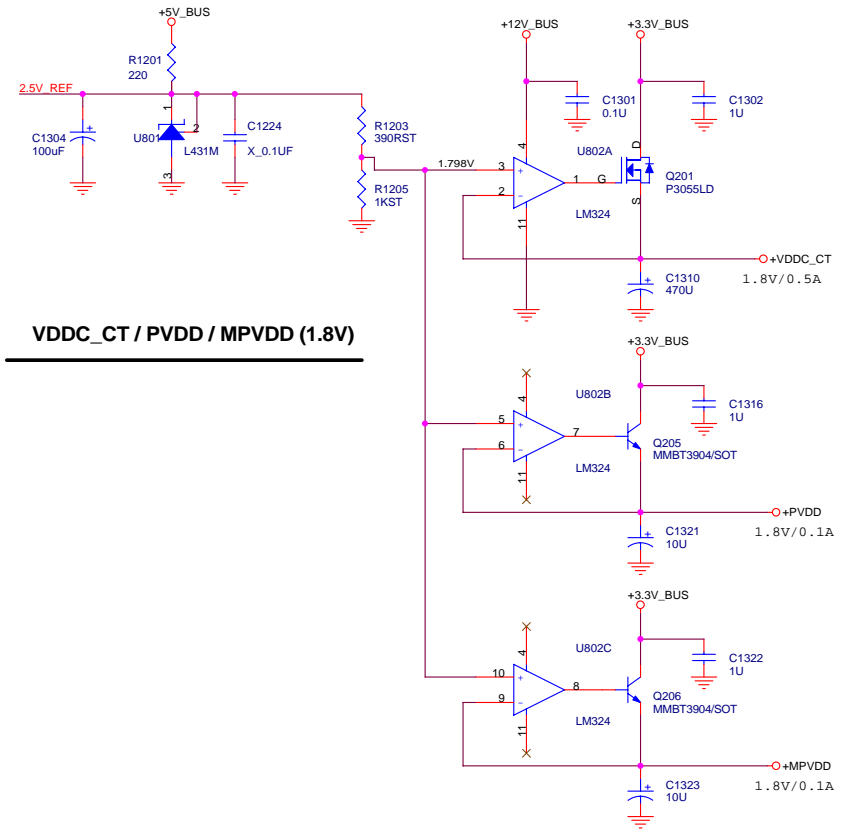 +5V_BUS
R1201
220
2.5V_REF
C1304
100uF
1
2
3
U801
L431M
C1224
X_0.1UF
R1203
390RST
R1205
1KST
1.798V
+12V_BUS
+3.3V_BUS
C1301
0.1U
C1302
1U
U802A
4
3
2
1
11
+
-
G
D
S
Q201
P3055LD
LM324
+VDDC_CT
1.8V/0.5A
C1310
470U
VDDC_CT / PVDD / MPVDD (1.8V)
+3.3V_BUS
U802B
C1316
1U
4
5
6
7
11
+
-
Q205
MMBT3904/SOT
LM324
+PVDD
1.8V/0.1A
C1321
10U
+3.3V_BUS
U802C
C1322
1U
4
10
9
8
11
+
-
Q206
MMBT3904/SOT
LM324
+MPVDD
1.8V/0.1A
C1323
10U